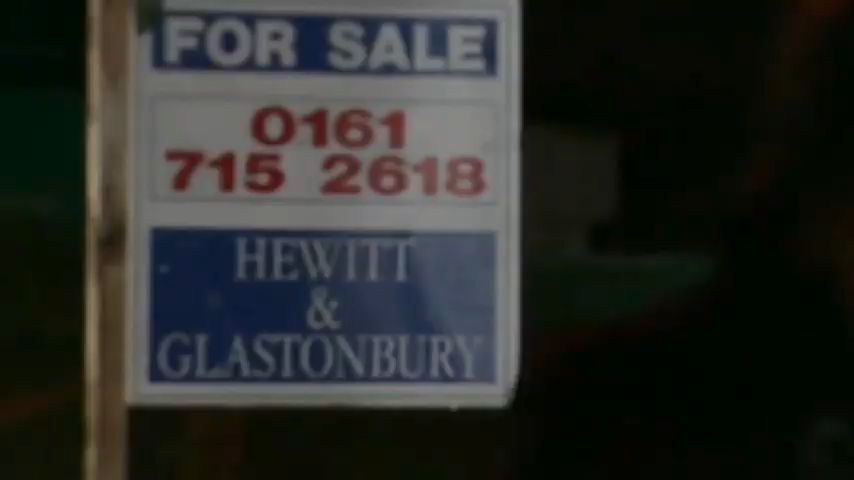 FOR SALE
0161
715 2618
HEWITT
&
GLASTONBURY